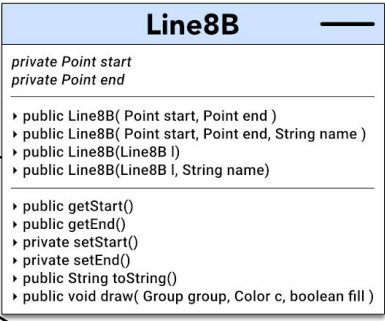 Line8B
private Point start
private Point end
‣ public Line8B( Point start, Point end )
‣ public Line8B( Point start, Point end, String name )
‣ public Line8B(Line8B l)
‣ public Line8B(Line8B l, String name)
‣ public getStart()
‣ public getEnd()
‣ private setStart()
‣ private setEnd()
‣ public String toString()
‣ public void draw( Group group, Color c, boolean fill )